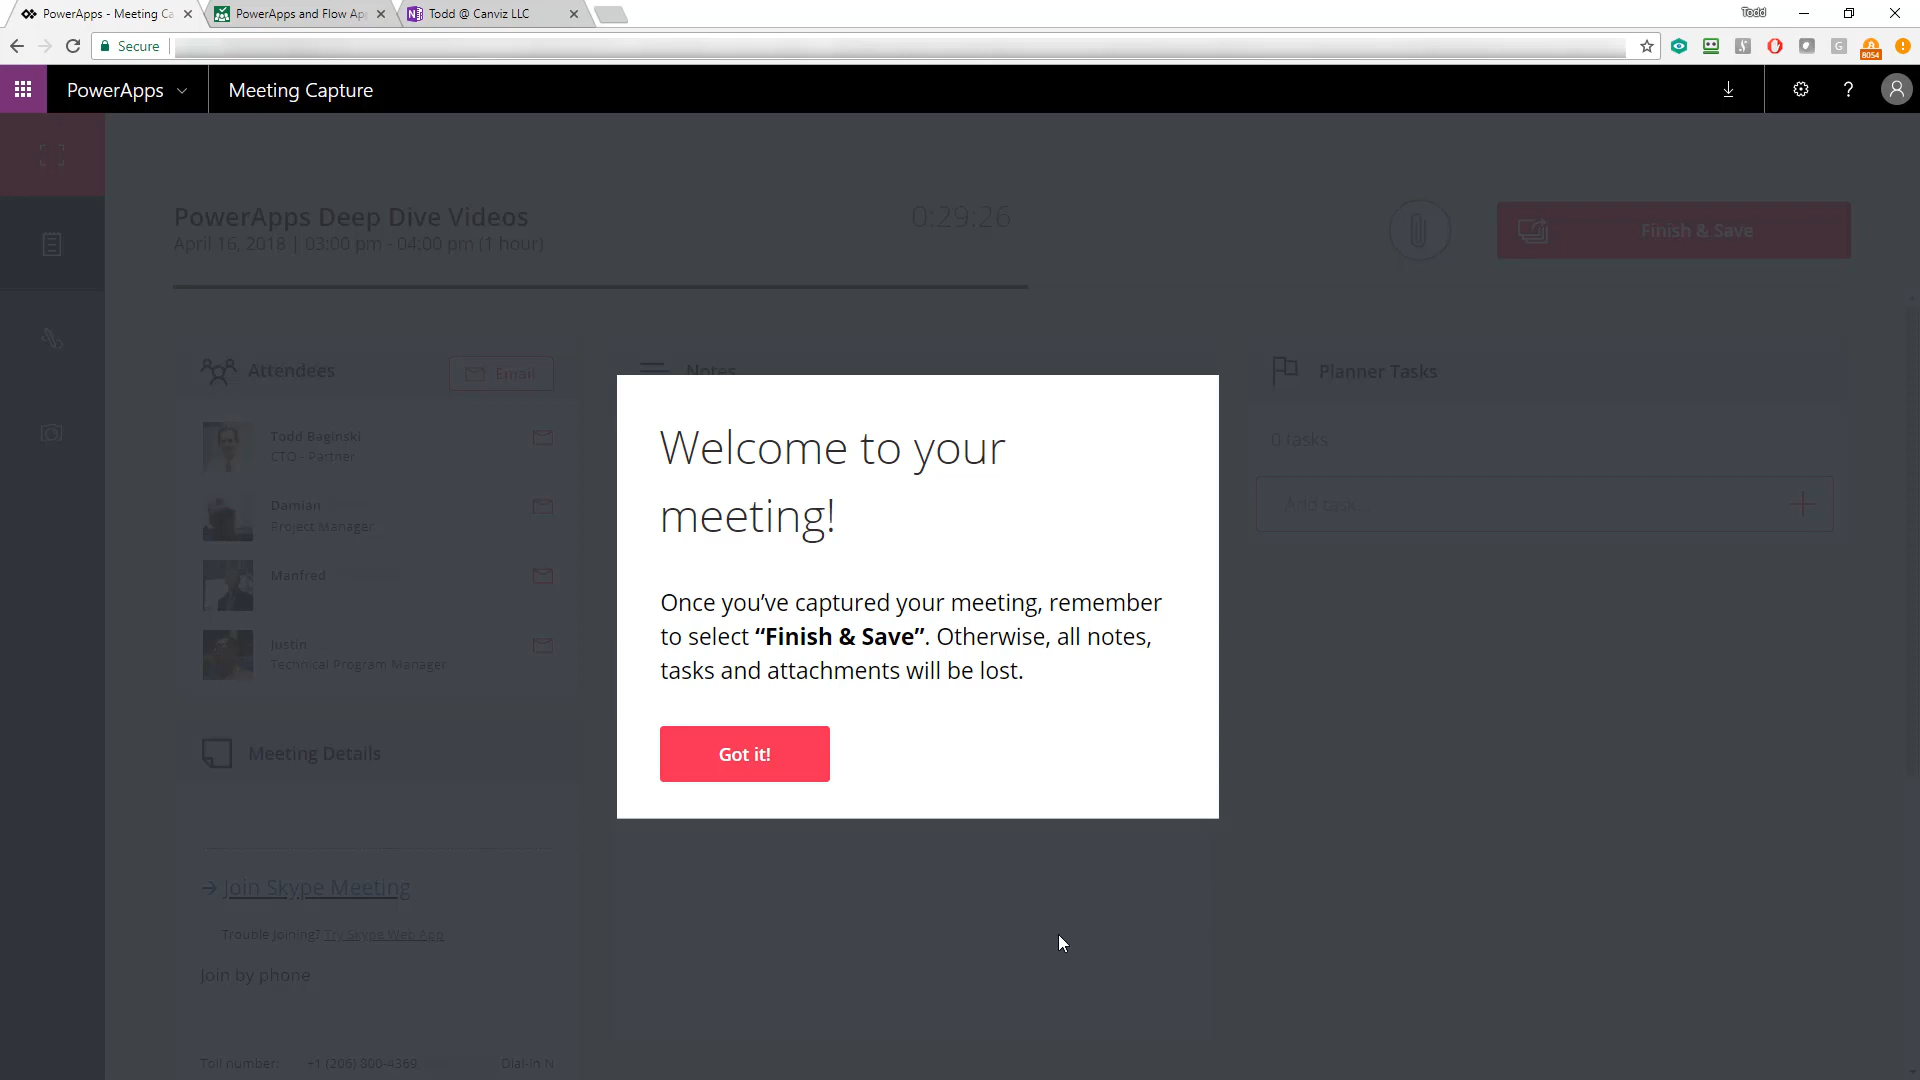 PowerApps - Meeting Ca
PowerApps and Flow Ap
Todd @ Canviz LLC
Todd
Secure
8054
PowerApps
Meeting Capture
?
PowerApps Deep Dive Videos
April 16, 2018 | 03:00 pm - 04:00 pm (1 hour)
0:29:26
Finish & Save
Attendees
Email
Notes
Planner Tasks
Todd Baginski
CTO - Partner
Damian
Project Manager
Manfred
Justin
Technical Program Manager
0 tasks
Add task...
Welcome to your
meeting!
Once you’ve captured your meeting, remember
to select “Finish & Save”. Otherwise, all notes,
tasks and attachments will be lost.
Got it!
Meeting Details
Join Skype Meeting
Trouble Joining? Try Skype Web App
Join by phone
Toll number: +1 (206) 800-4369 Dial-in N